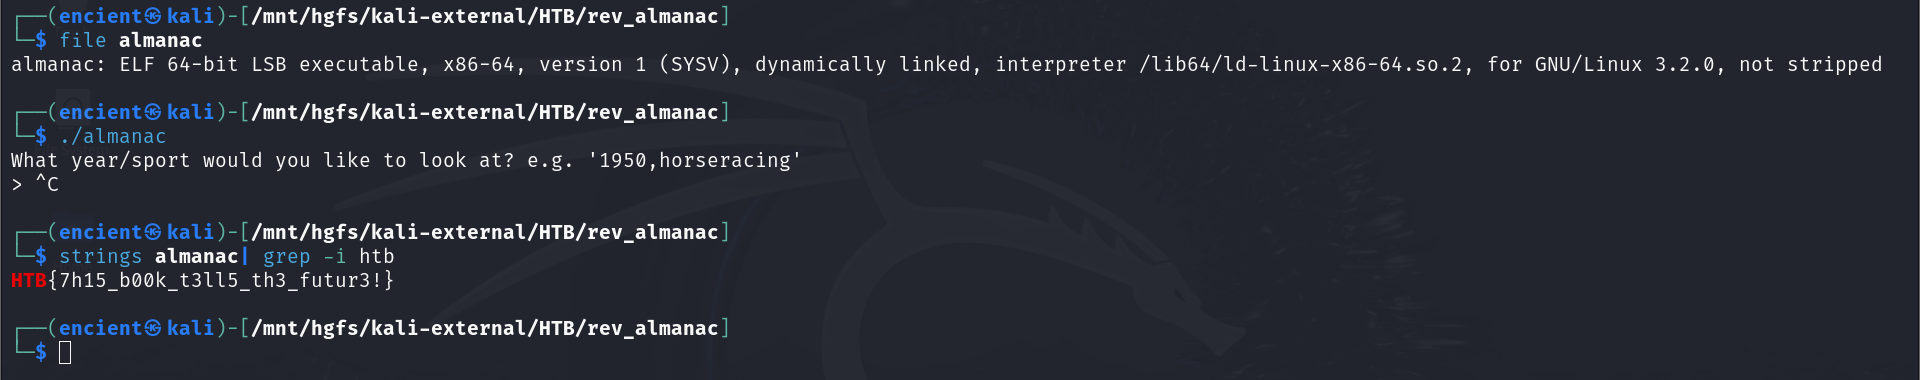 ┌──(encient㉿kali)-[/mnt/hgfs/kali-external/HTB/rev_almanac]
└─$ file almanac
almanac: ELF 64-bit LSB executable, x86-64, version 1 (SYSV), dynamically linked, interpreter /lib64/ld-linux-x86-64.so.2, for GNU/Linux 3.2.0, not stripped
┌──(encient㉿kali)-[/mnt/hgfs/kali-external/HTB/rev_almanac]
└─$ ./almanac
What year/sport would you like to look at? e.g. '1950,horseracing'
> ^C
┌──(encient㉿kali)-[/mnt/hgfs/kali-external/HTB/rev_almanac]
└─$ strings almanac| grep -i htb
HTB{7h15_b00k_t3ll5_th3_futur3!}
┌──(encient㉿kali)-[/mnt/hgfs/kali-external/HTB/rev_almanac]
└─$